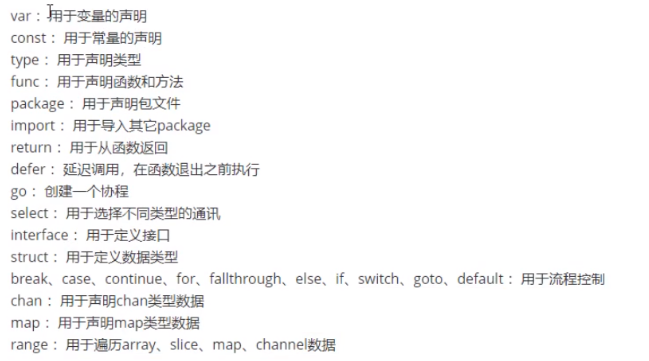 var： 用于变量的声明
const： 用于常量的声明
type： 用于声明类型
func： 用于声明函数和方法
package： 用于声明包文件
import： 用于导入其它package
return： 用于从函数返回
defer： 延迟调用，在函数退出之前执行
go： 创建一个协程
select： 用于选择不同类型的通讯
interface： 用于定义接口
struct： 用于定义数据类型
break、case、continue、for、fallthrough、else、if、switch、goto、default： 用于流程控制
chan： 用于声明chan类型数据
map： 用于声明map类型数据
range： 用于遍历array、slice、map、channel数据